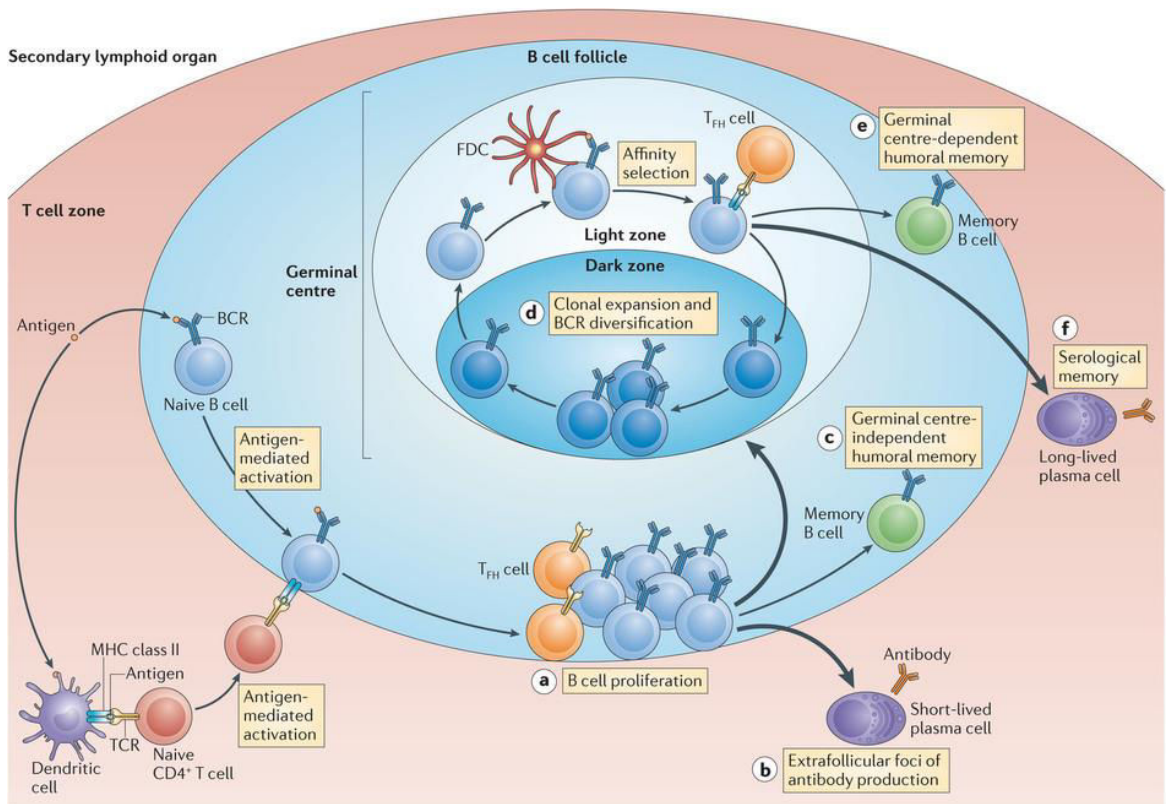 Secondary lymphoid organ
B cell follicle
T cell zone
Germinal
centre
FDC
Affinity
selection
T_FH cell
Light zone
Dark zone
d
Clonal expansion and
BCR diversification
e
Germinal
centre-dependent
humoral memory
Memory
B cell
f
Serological
memory
Long-lived
plasma cell
Antigen
BCR
Naive B cell
Antigen-
mediated
activation
c
Germinal centre-
independent
humoral memory
Memory
B cell
T_FH cell
a
B cell proliferation
MHC class II
Antigen
TCR
Dendritic
cell
Naive
CD4⁺ T cell
Antigen-
mediated
activation
Antibody
Short-lived
plasma cell
b
Extrafollicular foci of
antibody production